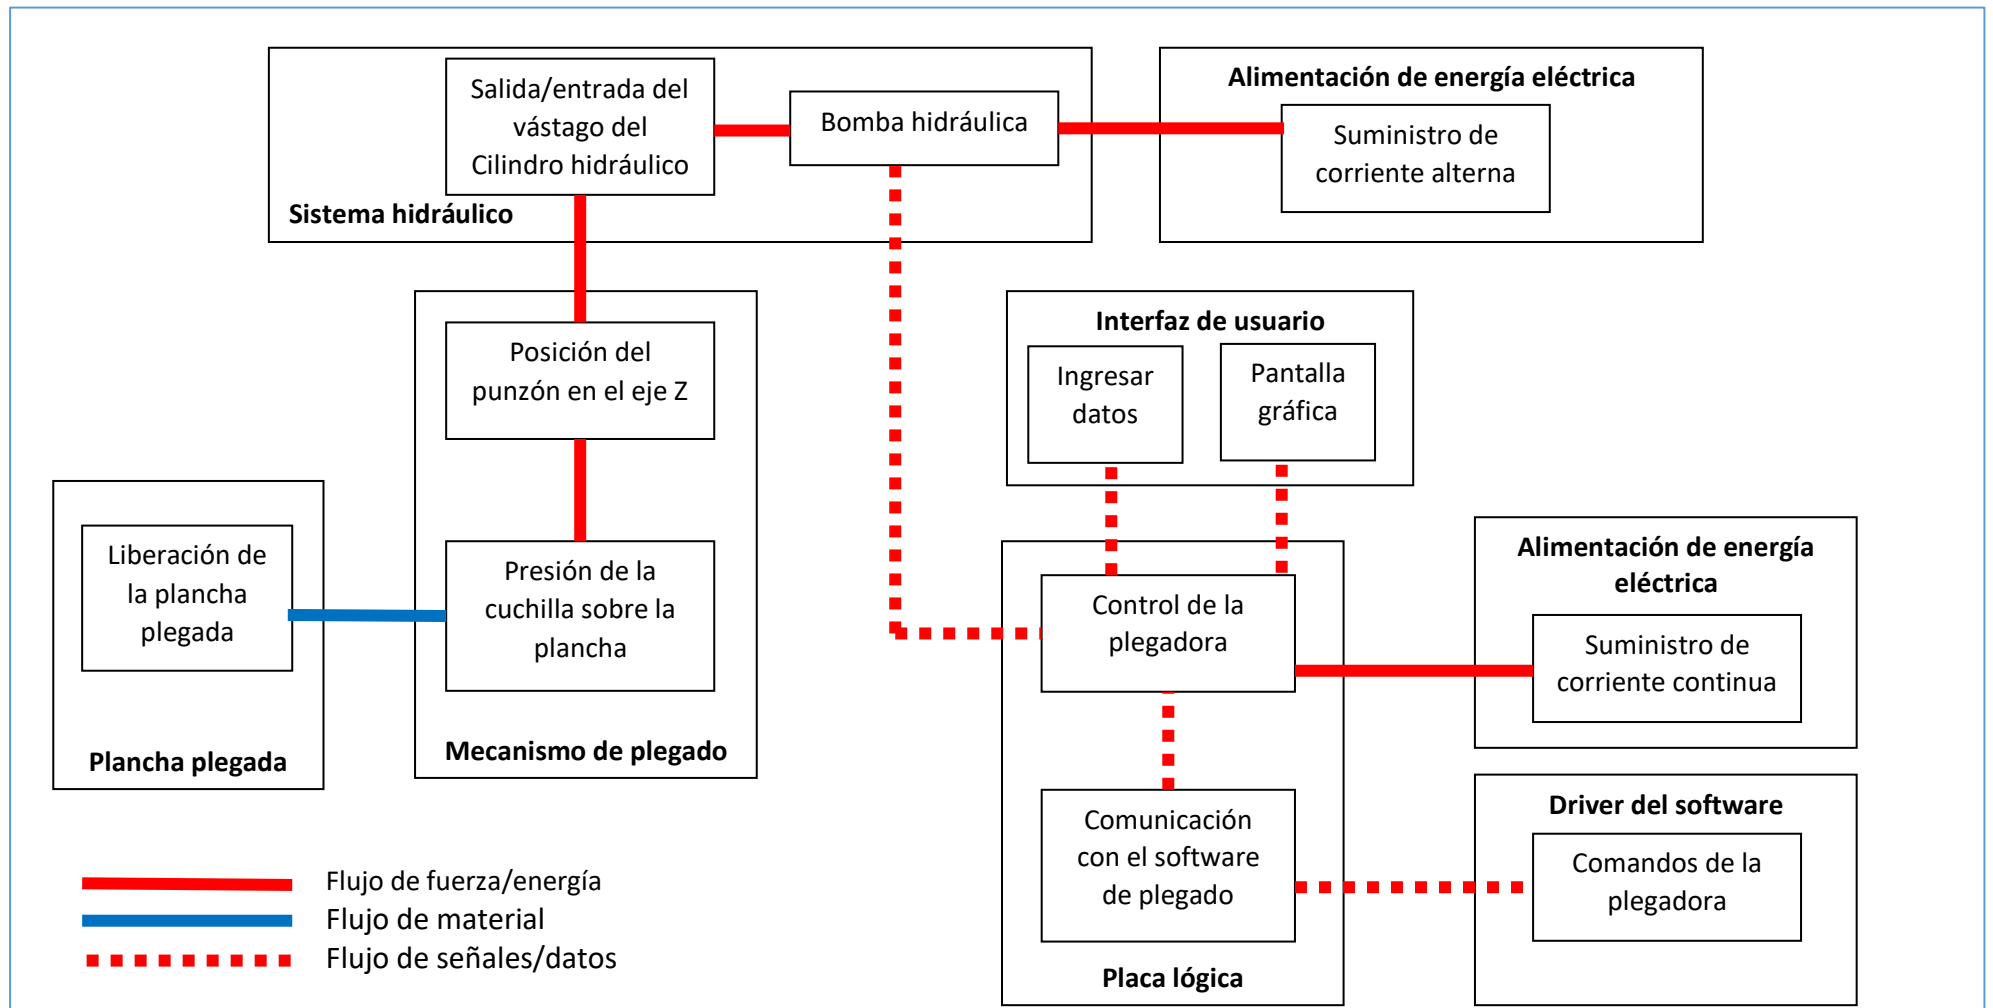 Salida/entrada del
vástago del
Cilindro hidráulico
Bomba hidráulica
Sistema hidráulico
Alimentación de energía eléctrica
Suministro de
corriente alterna
Posición del
punzón en el eje Z
Presión de la
cuchilla sobre la
plancha
Mecanismo de plegado
Liberación de
la plancha
plegada
Plancha plegada
Interfaz de usuario
Ingresar
datos
Pantalla
gráfica
Control de la
plegadora
Comunicación
con el software
de plegado
Placa lógica
Alimentación de energía
eléctrica
Suministro de
corriente continua
Driver del software
Comandos de la
plegadora
Flujo de fuerza/energía
Flujo de material
Flujo de señales/datos